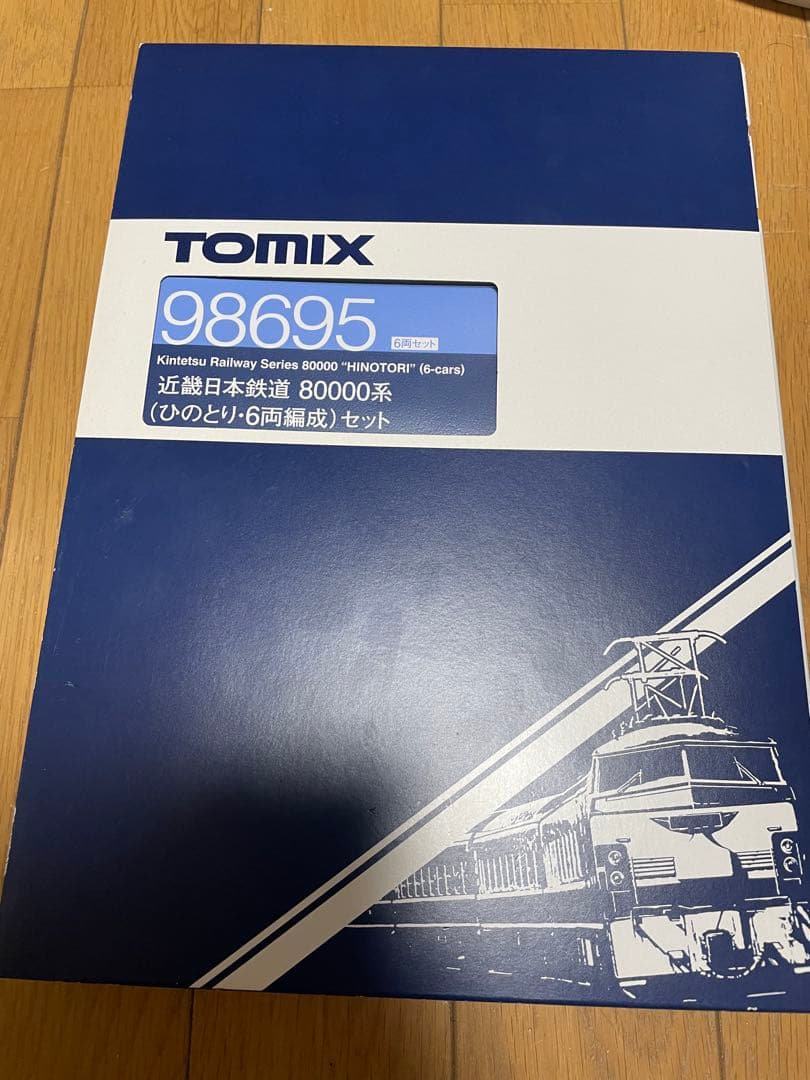 TOMIX
98695 6両セット
Kintetsu Railway Series 80000 “HINOTORI” (6-cars)
近畿日本鉄道 80000系
(ひのとり・6両編成)セット